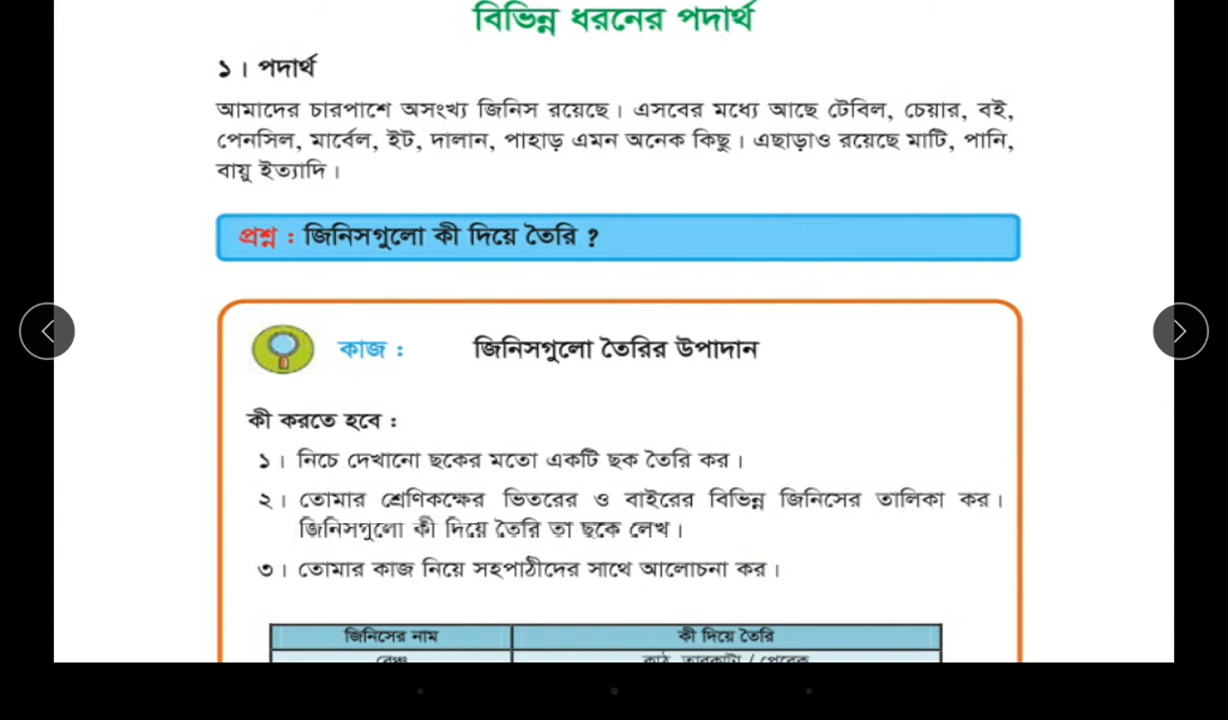 বিভিন্ন ধরনের পদার্থ
১। পদার্থ
আমাদের চারপাশে অসংখ্য জিনিস রয়েছে। এসবের মধ্যে আছে টেবিল, চেয়ার, বই,
পেনসিল, মার্বেল, ইট, দালান, পাহাড় এমন অনেক কিছু। এছাড়াও রয়েছে মাটি, পানি,
বায়ু ইত্যাদি।
প্রশ্ন : জিনিসগুলো কী দিয়ে তৈরি ?
কাজ : জিনিসগুলো তৈরির উপাদান
কী করতে হবে :
১। নিচে দেখানো ছকের মতো একটি ছক তৈরি কর।
২। তোমার শ্রেণিকক্ষের ভিতরের ও বাইরের বিভিন্ন জিনিসের তালিকা কর।
জিনিসগুলো কী দিয়ে তৈরি তা ছকে লেখ।
৩। তোমার কাজ নিয়ে সহপাঠীদের সাথে আলোচনা কর।
জিনিসের নাম কী দিয়ে তৈরি
বেঞ্চ কাঠ, তারকাটা / পেরেক